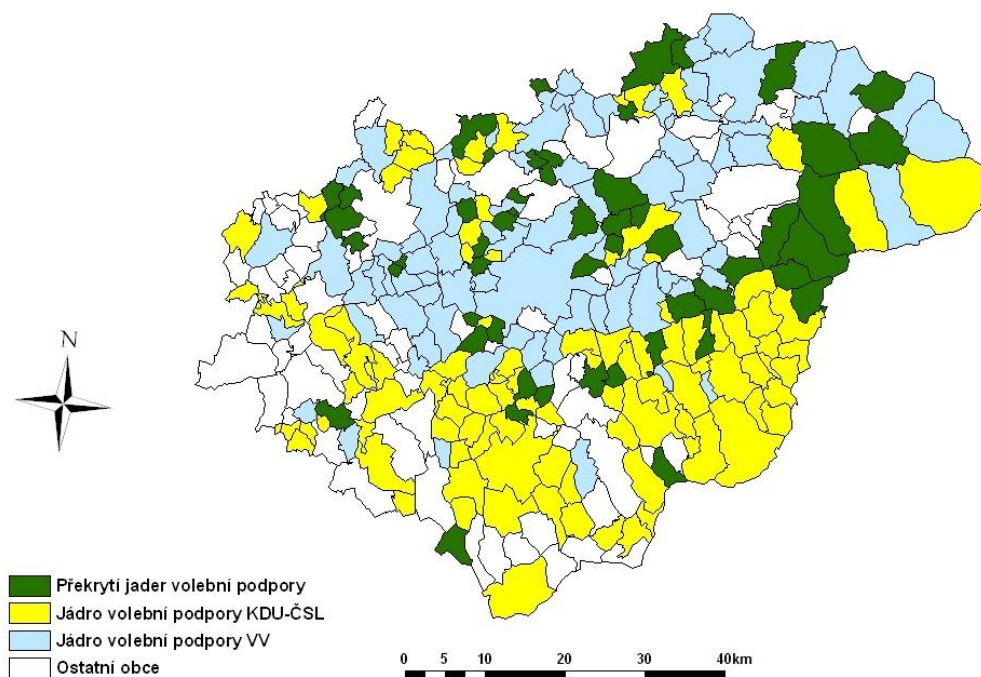 N
Překrytí jader volební podpory
Jádro volební podpory KDU-ČSL
Jádro volební podpory VV
Ostatní obce
0 5 10 20 30 40km